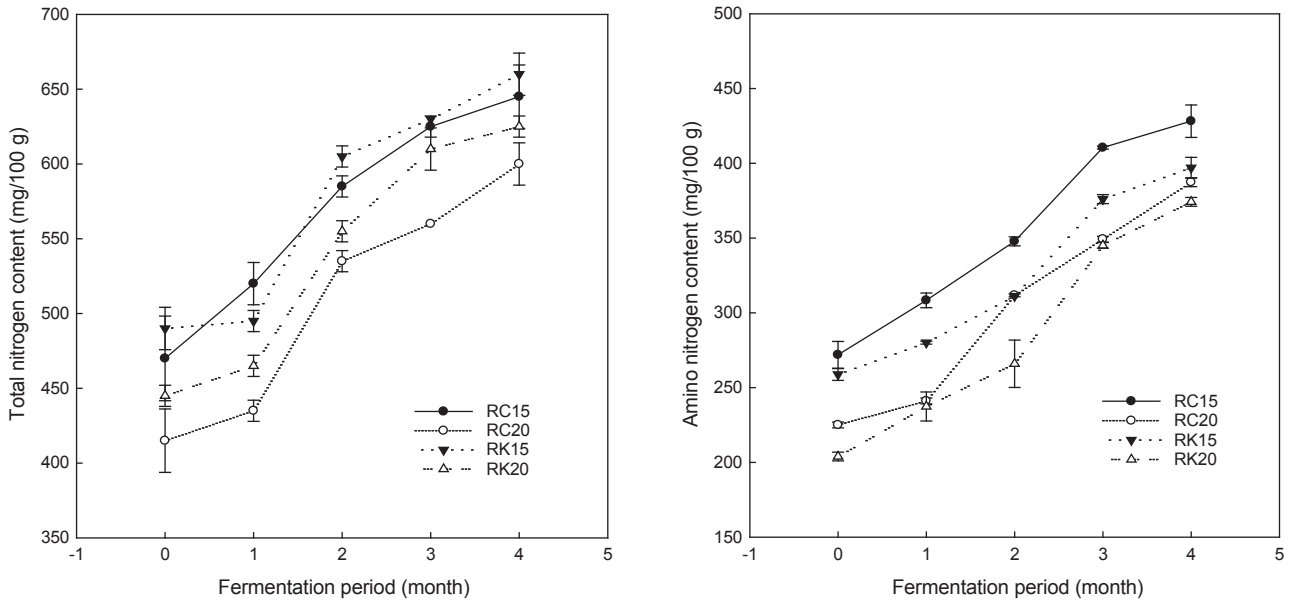 Total nitrogen content (mg/100 g)
700
650
600
550
500
450
400
350
-1 0 1 2 3 4 5
Fermentation period (month)
RC15
RC20
RK15
RK20
Amino nitrogen content (mg/100 g)
500
450
400
350
300
250
200
150
-1 0 1 2 3 4 5
Fermentation period (month)
RC15
RC20
RK15
RK20